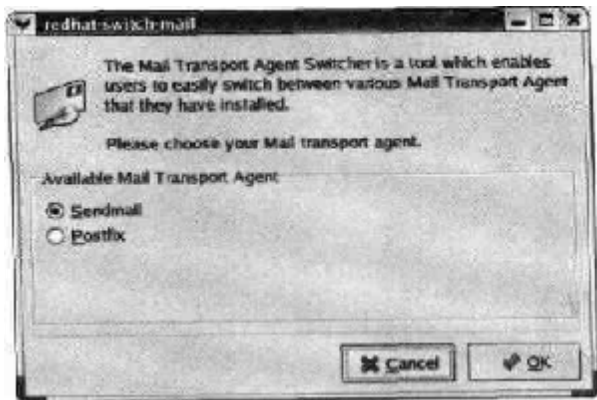 redhat-switch-mail
The Mail Transport Agent Switcher is a tool which enables
users to easily switch between various Mail Transport Agent
that they have installed.
Please choose your Mail transport agent.
Available Mail Transport Agent
Sendmail
Postfix
Cancel
OK